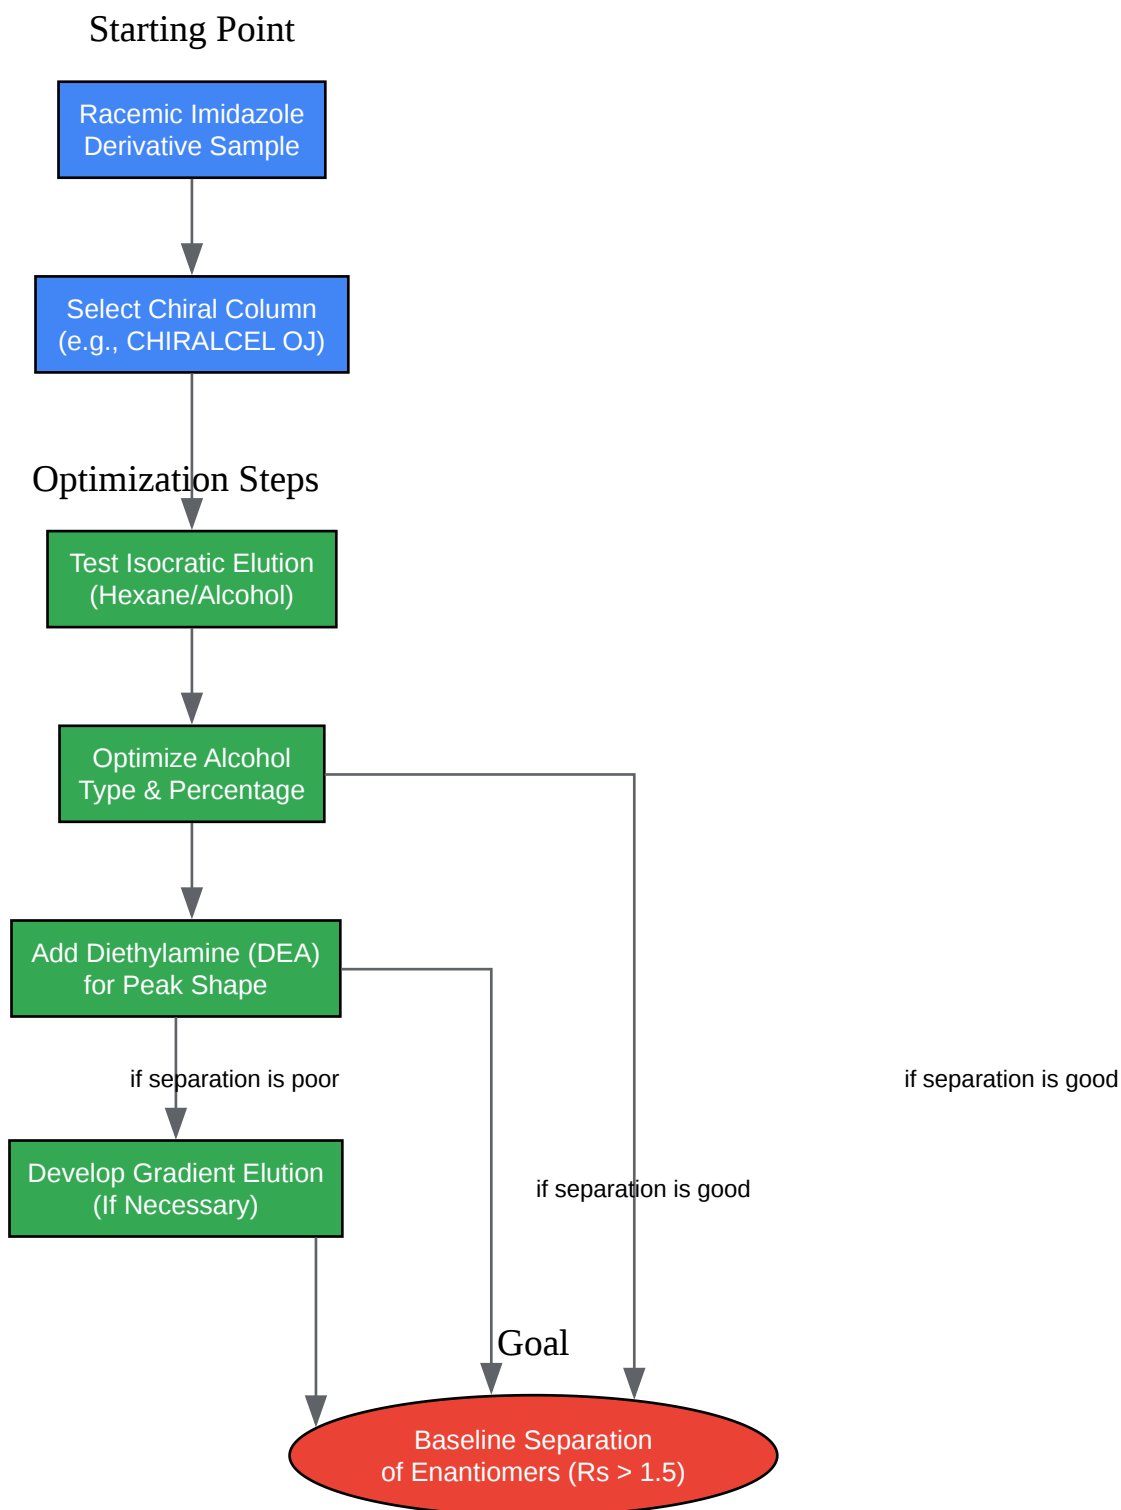 Starting Point
Racemic Imidazole
Derivative Sample
Select Chiral Column
(e.g., CHIRALCEL OJ)
Optimization Steps
Test Isocratic Elution
(Hexane/Alcohol)
Optimize Alcohol
Type & Percentage
Add Diethylamine (DEA)
for Peak Shape
if separation is poor
if separation is good
Develop Gradient Elution
(If Necessary)
if separation is good
Goal
Baseline Separation
of Enantiomers (Rs > 1.5)